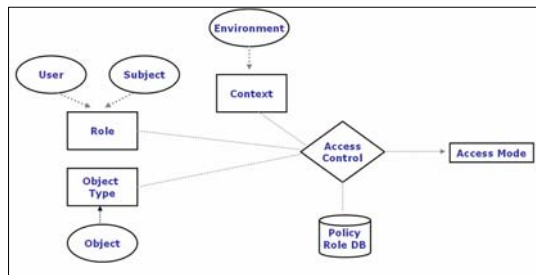 Environment
User
Subject
Context
Role
Access
Control
Access Mode
Object
Type
Policy
Role DB
Object